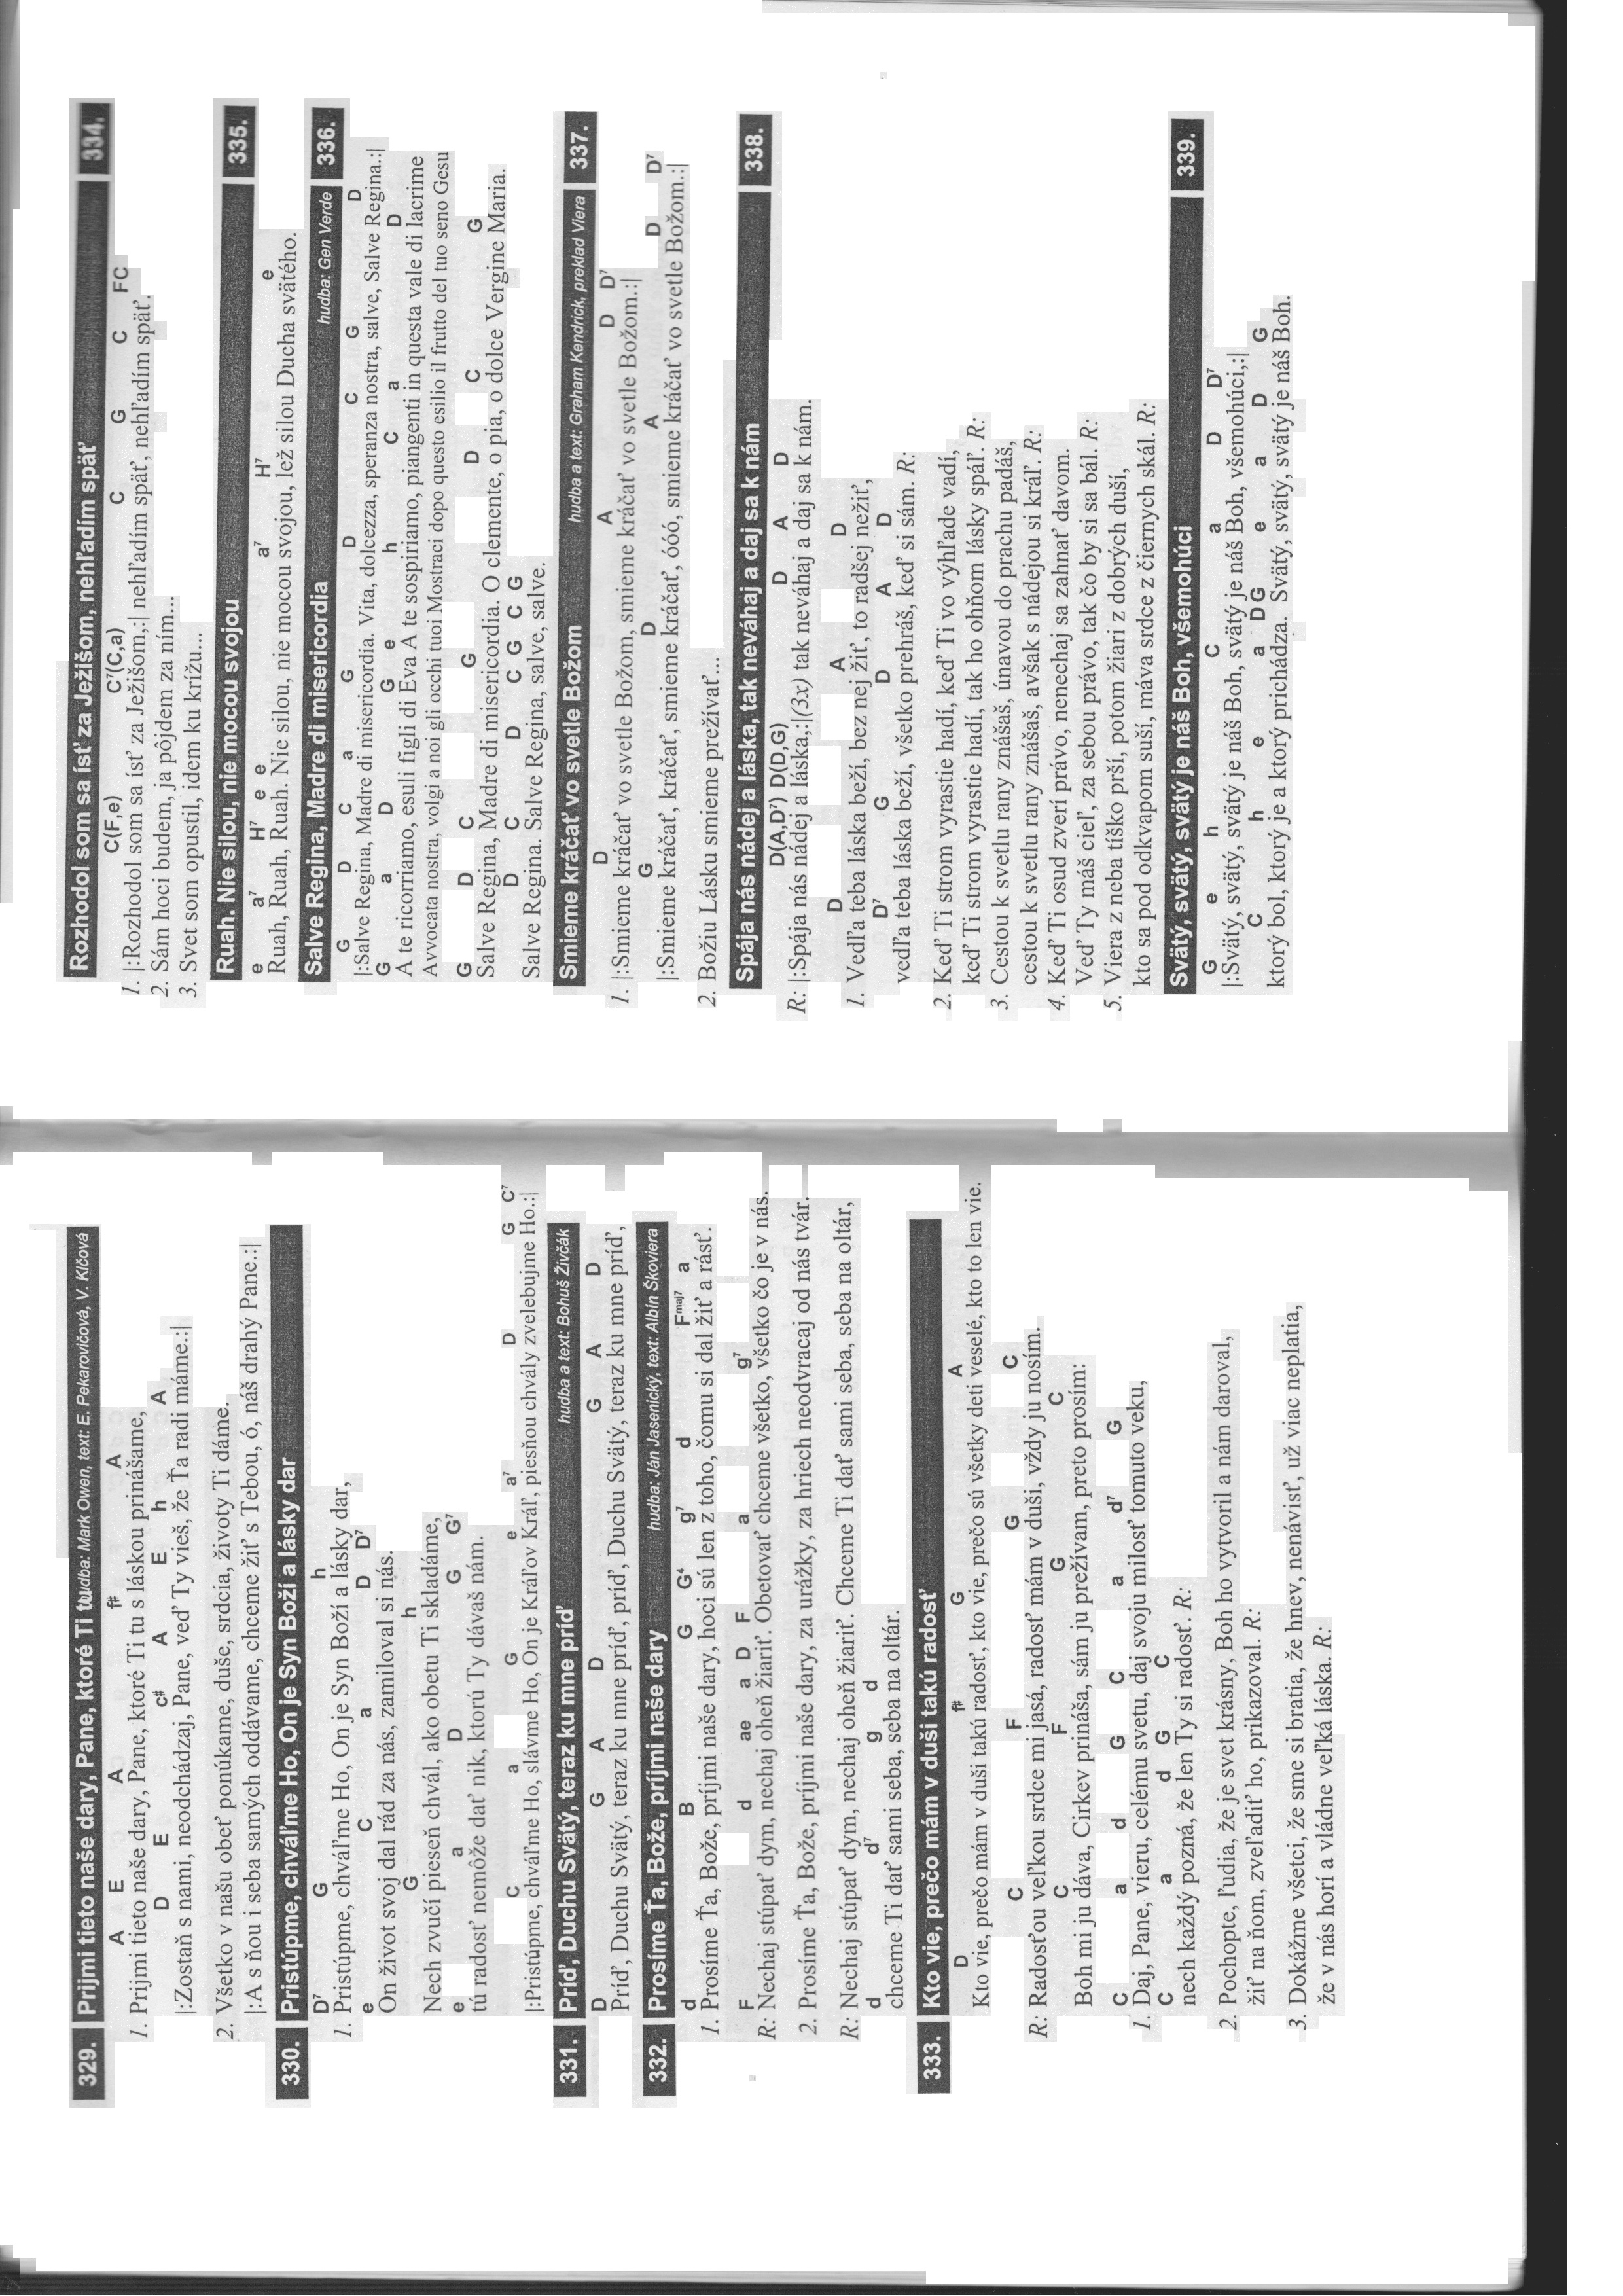 329. Prijmi tieto naše dary, Pane, ktoré Ti tu
hudba: Mark Owen, text: E. Pekarovičová, V. Kičová
A E A f# A
1. Prijmi tieto naše dary, Pane, ktoré Ti tu s láskou prinášame,
D E c# A E h A
|:Zostaň s nami, neodchádzaj, Pane, veď Ty vieš, že Ťa radi máme.:|
2. Všetko v našu obeť ponúkame, duše, srdcia, životy Ti dáme.
|:A s ňou i seba samých oddávame, chceme žiť s Tebou, ó, náš drahý Pane.:|
330. Pristúpme, chváľme Ho, On je Syn Boží a lásky dar
D⁷ G h
1. Pristúpme, chváľme Ho, On je Syn Boží a lásky dar,
e C a D D⁷
On život svoj dal rád za nás, zamiloval si nás.
G h
Nech zvučí pieseň chvál, ako obetu Ti skladáme,
e a D G G⁷
tú radosť nemôže dať nik, ktorú Ty dávaš nám.
C a G e a⁷ D G C⁷
|:Pristúpme, chváľme Ho, slávme Ho, On je Kráľov Kráľ, piesňou chvály zvelebujme Ho.:|
331. Príď, Duchu Svätý, teraz ku mne príď
hudba a text: Bohuš Živčák
D G A D G A D
Príď, Duchu Svätý, teraz ku mne príď, príď, Duchu Svätý, teraz ku mne príď,
332. Prosíme Ťa, Bože, príjmi naše dary
hudba: Ján Jasenický, text: Albín Škoviera
d B G G⁴ g⁷ d Fmaj7 a
1. Prosíme Ťa, Bože, príjmi naše dary, hoci sú len z toho, čomu si dal žiť a rásť.
F d ae a D F a g⁷
R: Nechaj stúpať dym, nechaj oheň žiariť. Obetovať chceme všetko, všetko čo je v nás.
2. Prosíme Ťa, Bože, príjmi naše dary, za urážky, za hriech neodvracaj od nás tvár.
R: Nechaj stúpať dym, nechaj oheň žiariť. Chceme Ti dať sami seba, seba na oltár,
d d⁷ g d
chceme Ti dať sami seba, seba na oltár.
333. Kto vie, prečo mám v duši takú radosť
D f# G A
Kto vie, prečo mám v duši takú radosť, kto vie, prečo sú všetky deti veselé, kto to len vie.
C F G C
R: Radosťou veľkou srdce mi jasá, radosť mám v duši, vždy ju nosím.
C F G C
Boh mi ju dáva, Cirkev prináša, sám ju prežívam, preto prosím:
C a d G C a d⁷ G
1. Daj, Pane, vieru, celému svetu, daj svoju milosť tomuto veku,
C a d G C
nech každý pozná, že len Ty si radosť. R:
2. Pochopte, ľudia, že je svet krásny, Boh ho vytvoril a nám daroval,
žiť na ňom, zveľadiť ho, prikazoval. R:
3. Dokážme všetci, že sme si bratia, že hnev, nenávisť, už viac neplatia,
že v nás horí a vládne veľká láska. R:
Rozhodol som sa ísť za Ježišom, nehľadím späť 334.
C(F,e) C⁷(C,a) C G C FC
1. |:Rozhodol som sa ísť za Ježišom,:| nehľadím späť, nehľadím späť.
2. Sám hoci budem, ja pôjdem za ním...
3. Svet som opustil, idem ku krížu...
Ruah. Nie silou, nie mocou svojou 335.
e a⁷ H⁷ e e a⁷ H⁷ e
Ruah, Ruah, Ruah. Nie silou, nie mocou svojou, lež silou Ducha svätého.
Salve Regina, Madre di misericordia
hudba: Gen Verde 336.
G D C a G D C G D
|:Salve Regina, Madre di misericordia. Vita, dolcezza, speranza nostra, salve, Salve Regina.:|
G a D G e h C a D
A te ricorriamo, esuli figli di Eva A te sospiriamo, piangenti in questa vale di lacrime
Avvocata nostra, volgi a noi gli occhi tuoi Mostraci dopo questo esilio il frutto del tuo seno Gesu
G D C G D C G
Salve Regina, Madre di misericordia. O clemente, o pia, o dolce Vergine Maria.
D C D C G C G
Salve Regina. Salve Regina, salve, salve.
Smieme kráčať vo svetle Božom
hudba a text: Graham Kendrick, preklad Viera 337.
D A D D⁷
1. |:Smieme kráčať vo svetle Božom, smieme kráčať vo svetle Božom.:|
G D A D D⁷
|:Smieme kráčať, kráčať, smieme kráčať, óóó, smieme kráčať vo svetle Božom.:|
2. Božiu Lásku smieme prežívať...
Spája nás nádej a láska, tak neváhaj a daj sa k nám 338.
D(A,D⁷) D(D,G) D A D
R: |:Spája nás nádej a láska,:|(3x) tak neváhaj a daj sa k nám.
D A D
1. Vedľa teba láska beží, bez nej žiť, to radšej nežiť,
D⁷ G D A D
vedľa teba láska beží, všetko prehráš, keď si sám. R:
2. Keď Ti strom vyrastie hadí, keď Ti vo výhľade vadí,
keď Ti strom vyrastie hadí, tak ho ohňom lásky spáľ. R:
3. Cestou k svetlu rany znášáš, únavou do prachu padáš,
cestou k svetlu rany znášaš, avšak s nádejou si kráľ. R:
4. Keď Ti osud zverí právo, nenechaj sa zahnať davom.
Veď Ty máš cieľ, za sebou právo, tak čo by si sa bál. R:
5. Viera z neba tíško prší, potom žiari z dobrých duší,
kto sa pod odkvapom suší, máva srdce z čiernych skál. R:
Svätý, svätý, svätý je náš Boh, všemohúci 339.
G e h C a D D⁷
|:Svätý, svätý, svätý je náš Boh, svätý je náš Boh, všemohúci,:|
C h e a DG e a D G
ktorý bol, ktorý je a ktorý prichádza. Svätý, svätý, svätý je náš Boh.